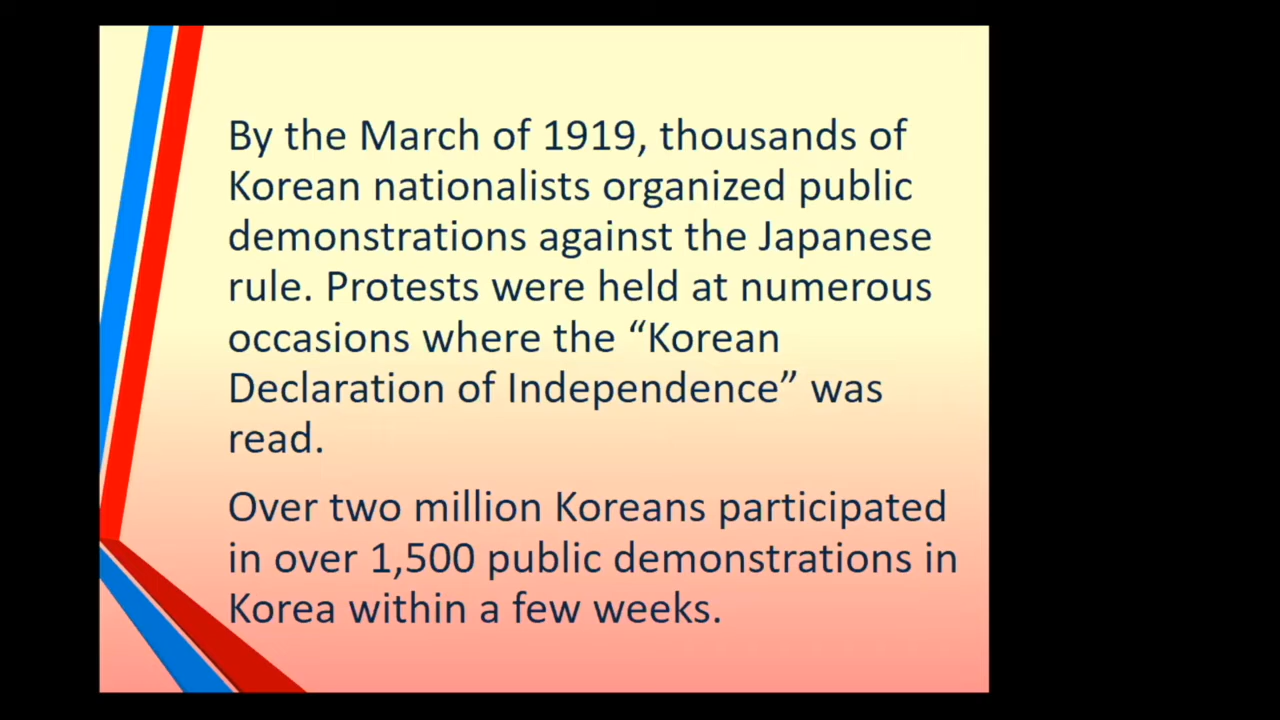 By the March of 1919, thousands of
Korean nationalists organized public
demonstrations against the Japanese
rule. Protests were held at numerous
occasions where the “Korean
Declaration of Independence” was
read.
Over two million Koreans participated
in over 1,500 public demonstrations in
Korea within a few weeks.